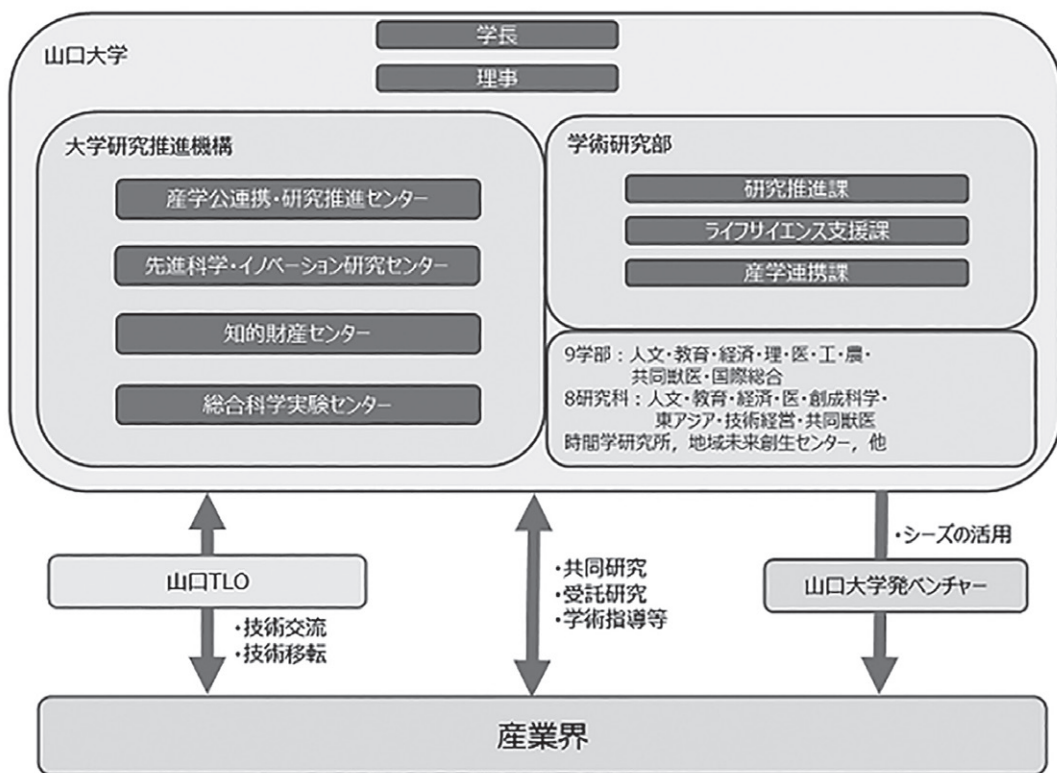 山口大学
学長
理事
大学研究推進機構
産学公連携・研究推進センター
先進科学・イノベーション研究センター
知的財産センター
総合科学実験センター
学術研究部
研究推進課
ライフサイエンス支援課
産学連携課
9学部：人文・教育・経済・理・医・工・農・
共同獣医・国際総合
8研究科：人文・教育・経済・医・創成科学・
東アジア・技術経営・共同獣医
時間学研究所，地域未来創生センター，他
山口TLO
・技術交流
・技術移転
・共同研究
・受託研究
・学術指導等
・シーズの活用
山口大学発ベンチャー
産業界